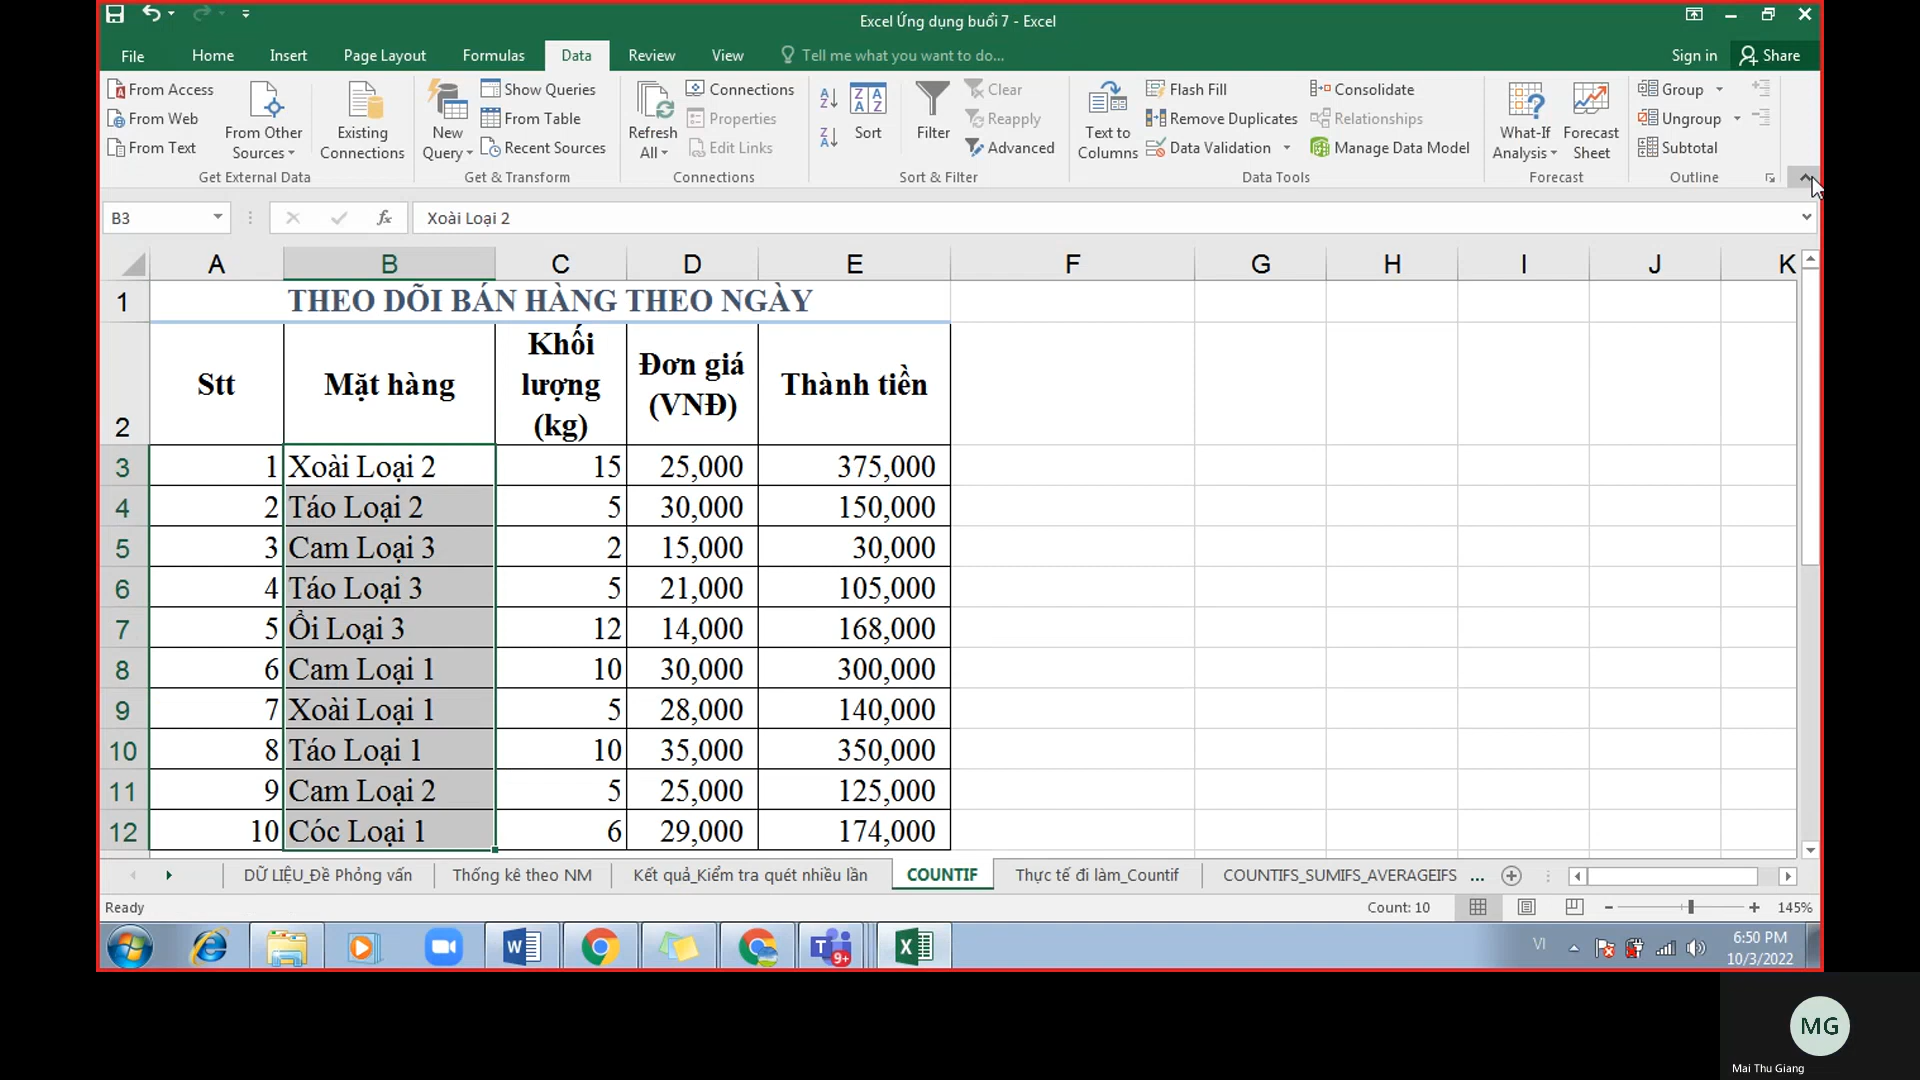 Excel Ứng dụng buổi 7 - Excel
File Home Insert Page Layout Formulas Data Review View Tell me what you want to do... Sign in Share
From Access
From Web
From Text
From Other Sources
Existing Connections
Get External Data
New Query
Show Queries
From Table
Recent Sources
Get & Transform
Refresh All
Connections
Properties
Edit Links
Connections
Sort
Filter
Clear
Reapply
Advanced
Sort & Filter
Text to Columns
Flash Fill
Remove Duplicates
Data Validation
Consolidate
Relationships
Manage Data Model
Data Tools
What-If Analysis
Forecast Sheet
Forecast
Group
Ungroup
Subtotal
Outline
B3 fx Xoài Loại 2
A B C D E F G H I J K
1 THEO DÕI BÁN HÀNG THEO NGÀY
2 Stt Mặt hàng Khối lượng (kg) Đơn giá (VNĐ) Thành tiền
3 1 Xoài Loại 2 15 25,000 375,000
4 2 Táo Loại 2 5 30,000 150,000
5 3 Cam Loại 3 2 15,000 30,000
6 4 Táo Loại 3 5 21,000 105,000
7 5 Ổi Loại 3 12 14,000 168,000
8 6 Cam Loại 1 10 30,000 300,000
9 7 Xoài Loại 1 5 28,000 140,000
10 8 Táo Loại 1 10 35,000 350,000
11 9 Cam Loại 2 5 25,000 125,000
12 10 Cóc Loại 1 6 29,000 174,000
DỮ LIỆU_Đề Phỏng vấn Thống kê theo NM Kết quả_Kiểm tra quét nhiều lần COUNTIF Thực tế đi làm_Countif COUNTIFS_SUMIFS_AVERAGEIFS ...
Ready Count: 10 145%
VI 6:50 PM
10/3/2022
9+
MG
Mai Thu Giang